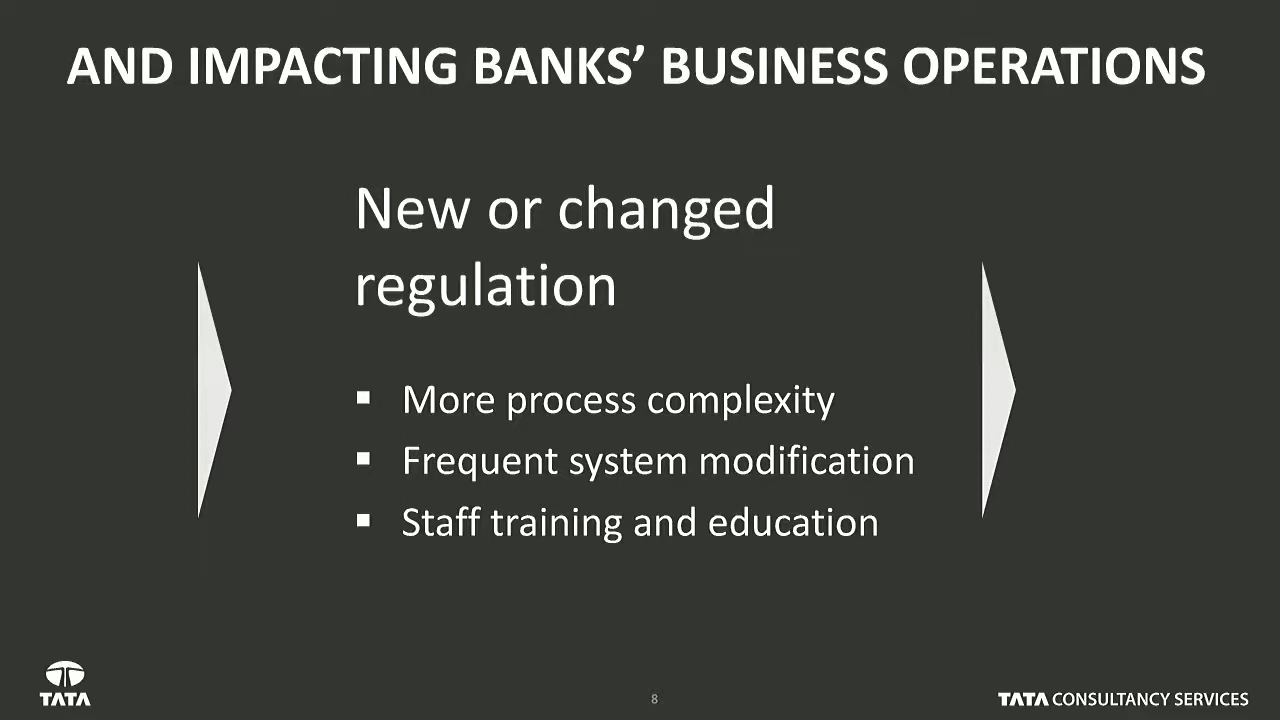 AND IMPACTING BANKS’ BUSINESS OPERATIONS
New or changed
regulation
▪ More process complexity
▪ Frequent system modification
▪ Staff training and education
TATA
8
TATA CONSULTANCY SERVICES